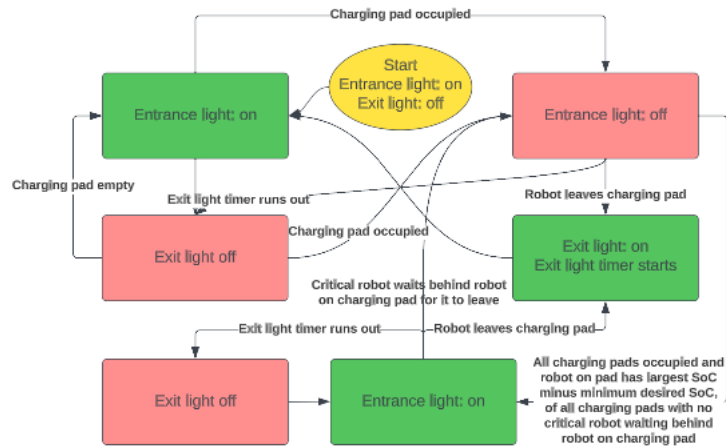 Charging pad occupied
Start
Entrance light: on
Exit light: off
Entrance light: on
Entrance light: off
Charging pad empty
Exit light timer runs out
Robot leaves charging pad
Charging pad occupied
Exit light off
Exit light: on
Exit light timer starts
Critical robot waits behind robot
on charging pad for it to leave
Exit light timer runs out
Robot leaves charging pad
Exit light off
Entrance light: on
All charging pads occupied and
robot on pad has largest SoC
minus minimum desired SoC,
of all charging pads with no
critical robot waiting behind
robot on charging pad